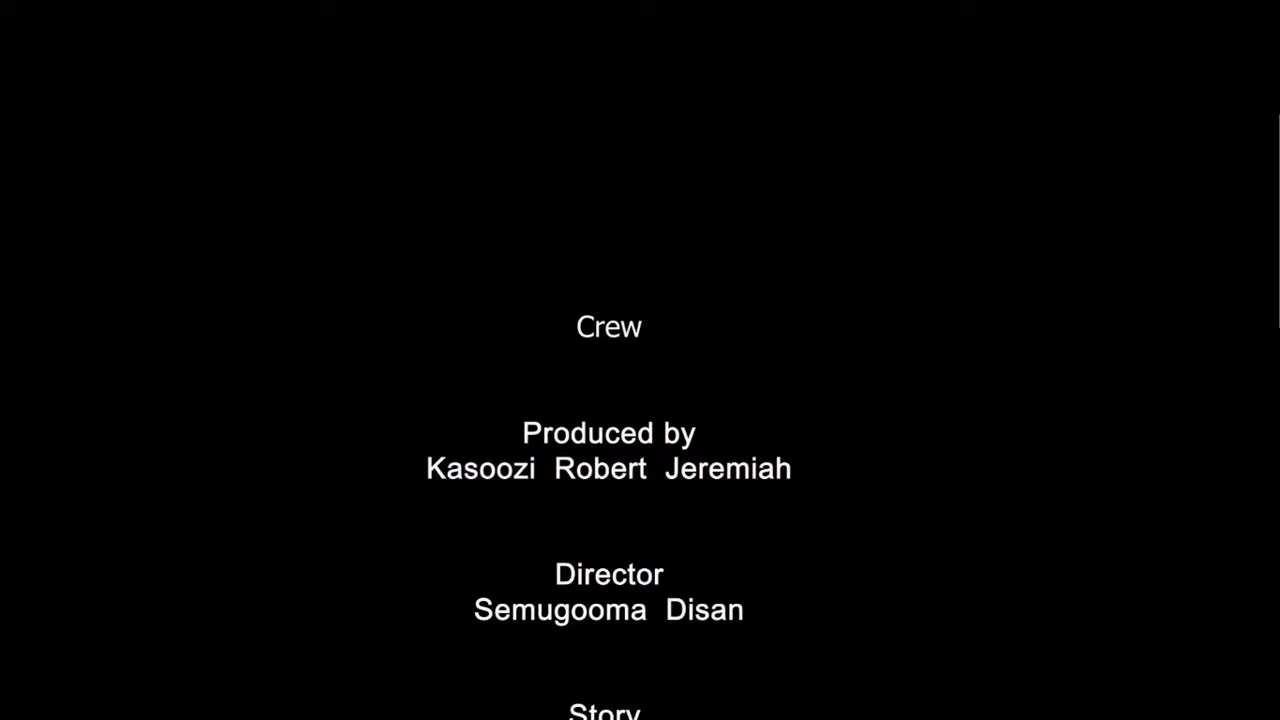 Crew
Produced by
Kasoozi Robert Jeremiah
Director
Semugooma Disan
Story